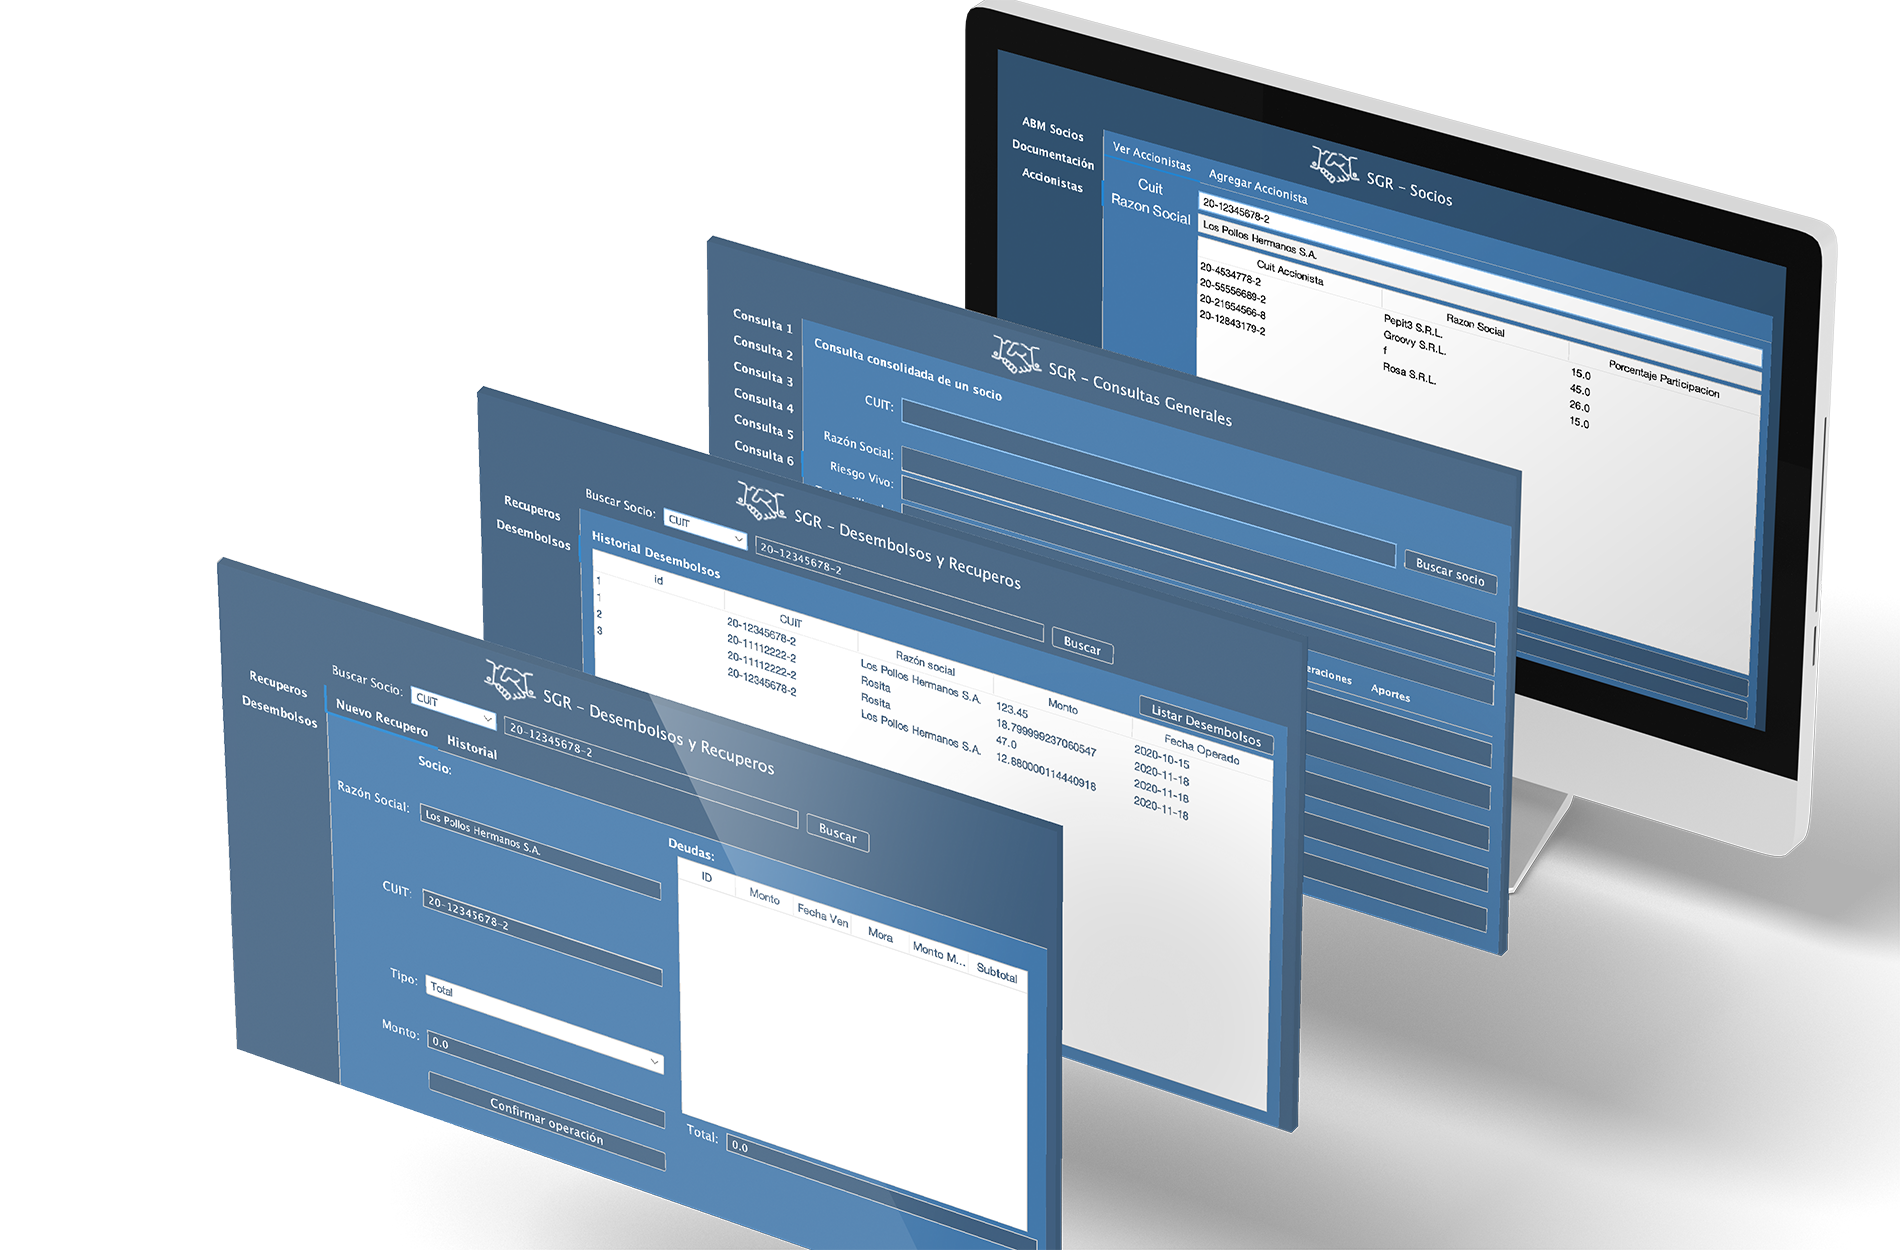 ABM Socios
Documentación
Accionistas
Ver Accionistas
Agregar Accionista
SGR - Socios
Cuit
20-12345678-2
Razon Social
Los Pollos Hermanos S.A.
Cuit Accionista
Razon Social
Porcentaje Participacion
20-4534778-2
Pepit3 S.R.L.
15.0
20-55556689-2
Groovy S.R.L.
45.0
20-21654566-8
f
26.0
20-12843179-2
Rosa S.R.L.
15.0
Consulta 1
Consulta 2
Consulta 3
Consulta 4
Consulta 5
Consulta 6
SGR - Consultas Generales
Consulta consolidada de un socio
CUIT:
Buscar socio
Razón Social:
Riesgo Vivo:
eraciones
Aportes
Recuperos
Desembolsos
Buscar Socio:
CUIT
20-12345678-2
Buscar
SGR - Desembolsos y Recuperos
Historial Desembolsos
Listar Desembolsos
id
CUIT
Razón social
Monto
Fecha Operado
1
20-12345678-2
Los Pollos Hermanos S.A.
123.45
2020-10-15
1
20-11112222-2
Rosita
18.799999237060547
2020-11-18
2
20-11112222-2
Rosita
47.0
2020-11-18
3
20-12345678-2
Los Pollos Hermanos S.A.
12.880000114440918
2020-11-18
Recuperos
Desembolsos
Buscar Socio:
CUIT
20-12345678-2
Buscar
SGR - Desembolsos y Recuperos
Nuevo Recupero
Historial
Socio:
Razón Social:
Los Pollos Hermanos S.A.
CUIT:
20-12345678-2
Tipo:
Total
Monto:
0.0
Confirmar operación
Deudas:
ID
Monto
Fecha Ven
Mora
Monto M...
Subtotal
Total:
0.0